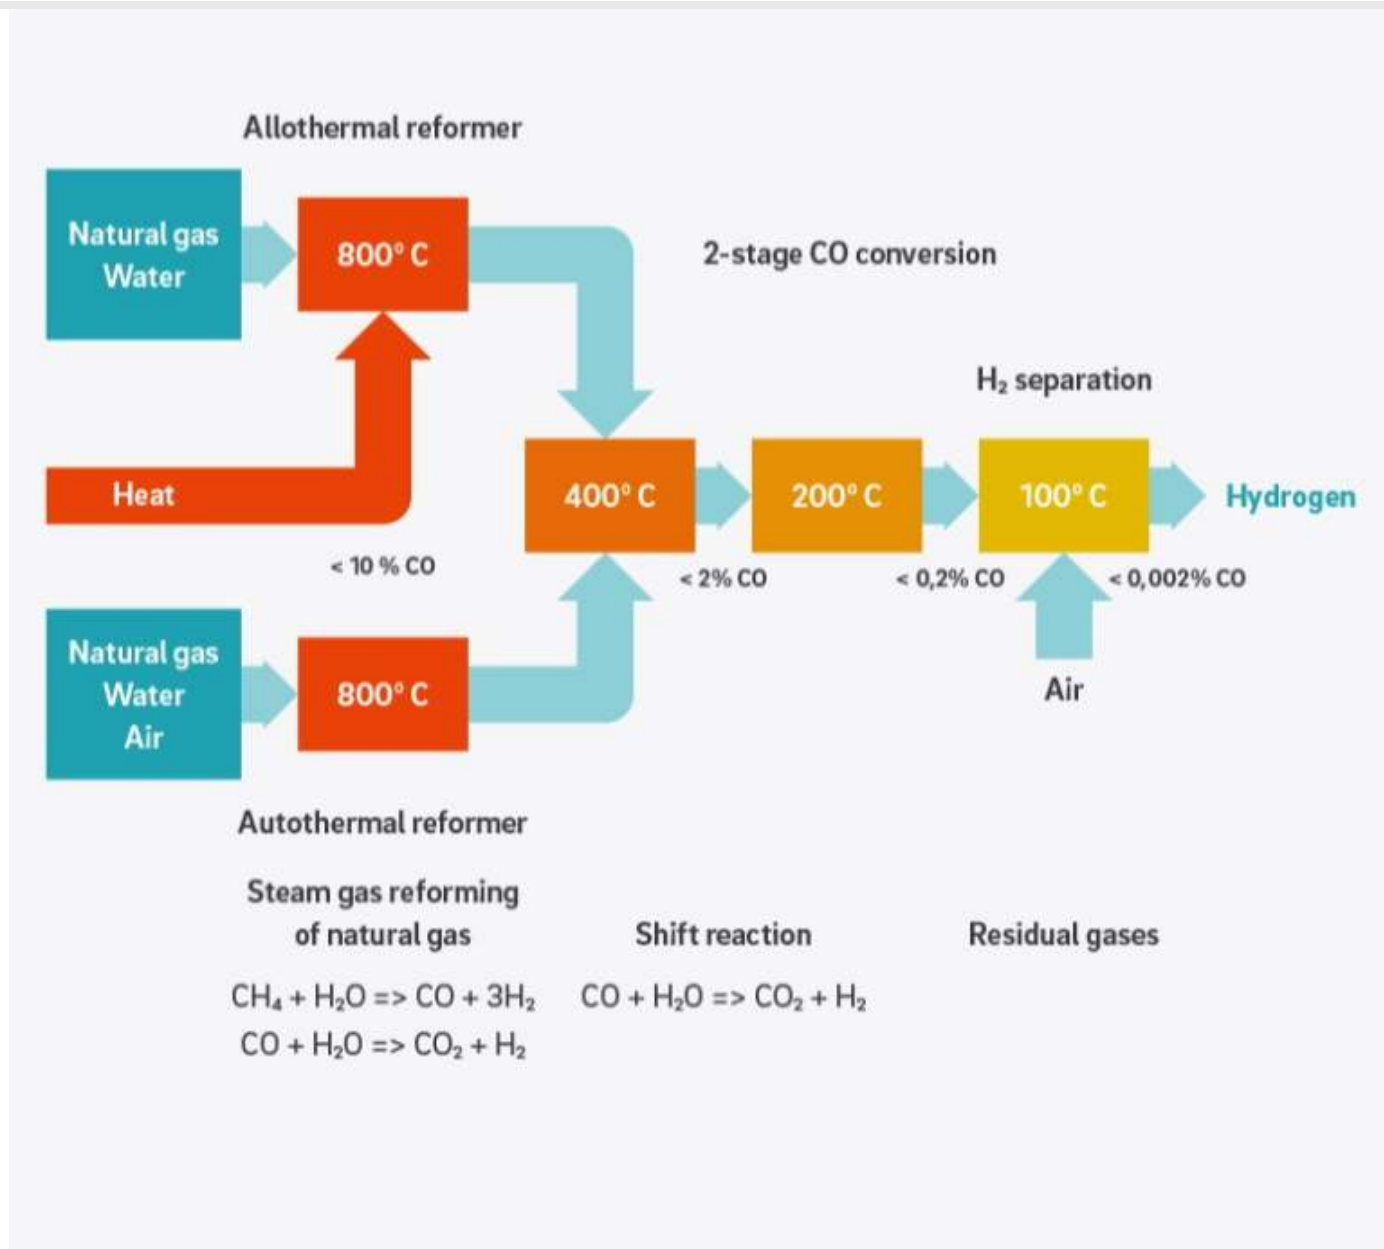 Allothermal reformer
Natural gas
Water
800° C
2-stage CO conversion
H₂ separation
Heat
400° C
200° C
100° C
Hydrogen
< 10 % CO
< 2% CO
< 0,2% CO
< 0,002% CO
Natural gas
Water
Air
800° C
Air
Autothermal reformer
Steam gas reforming
of natural gas
Shift reaction
Residual gases
CH₄ + H₂O => CO + 3H₂
CO + H₂O => CO₂ + H₂
CO + H₂O => CO₂ + H₂